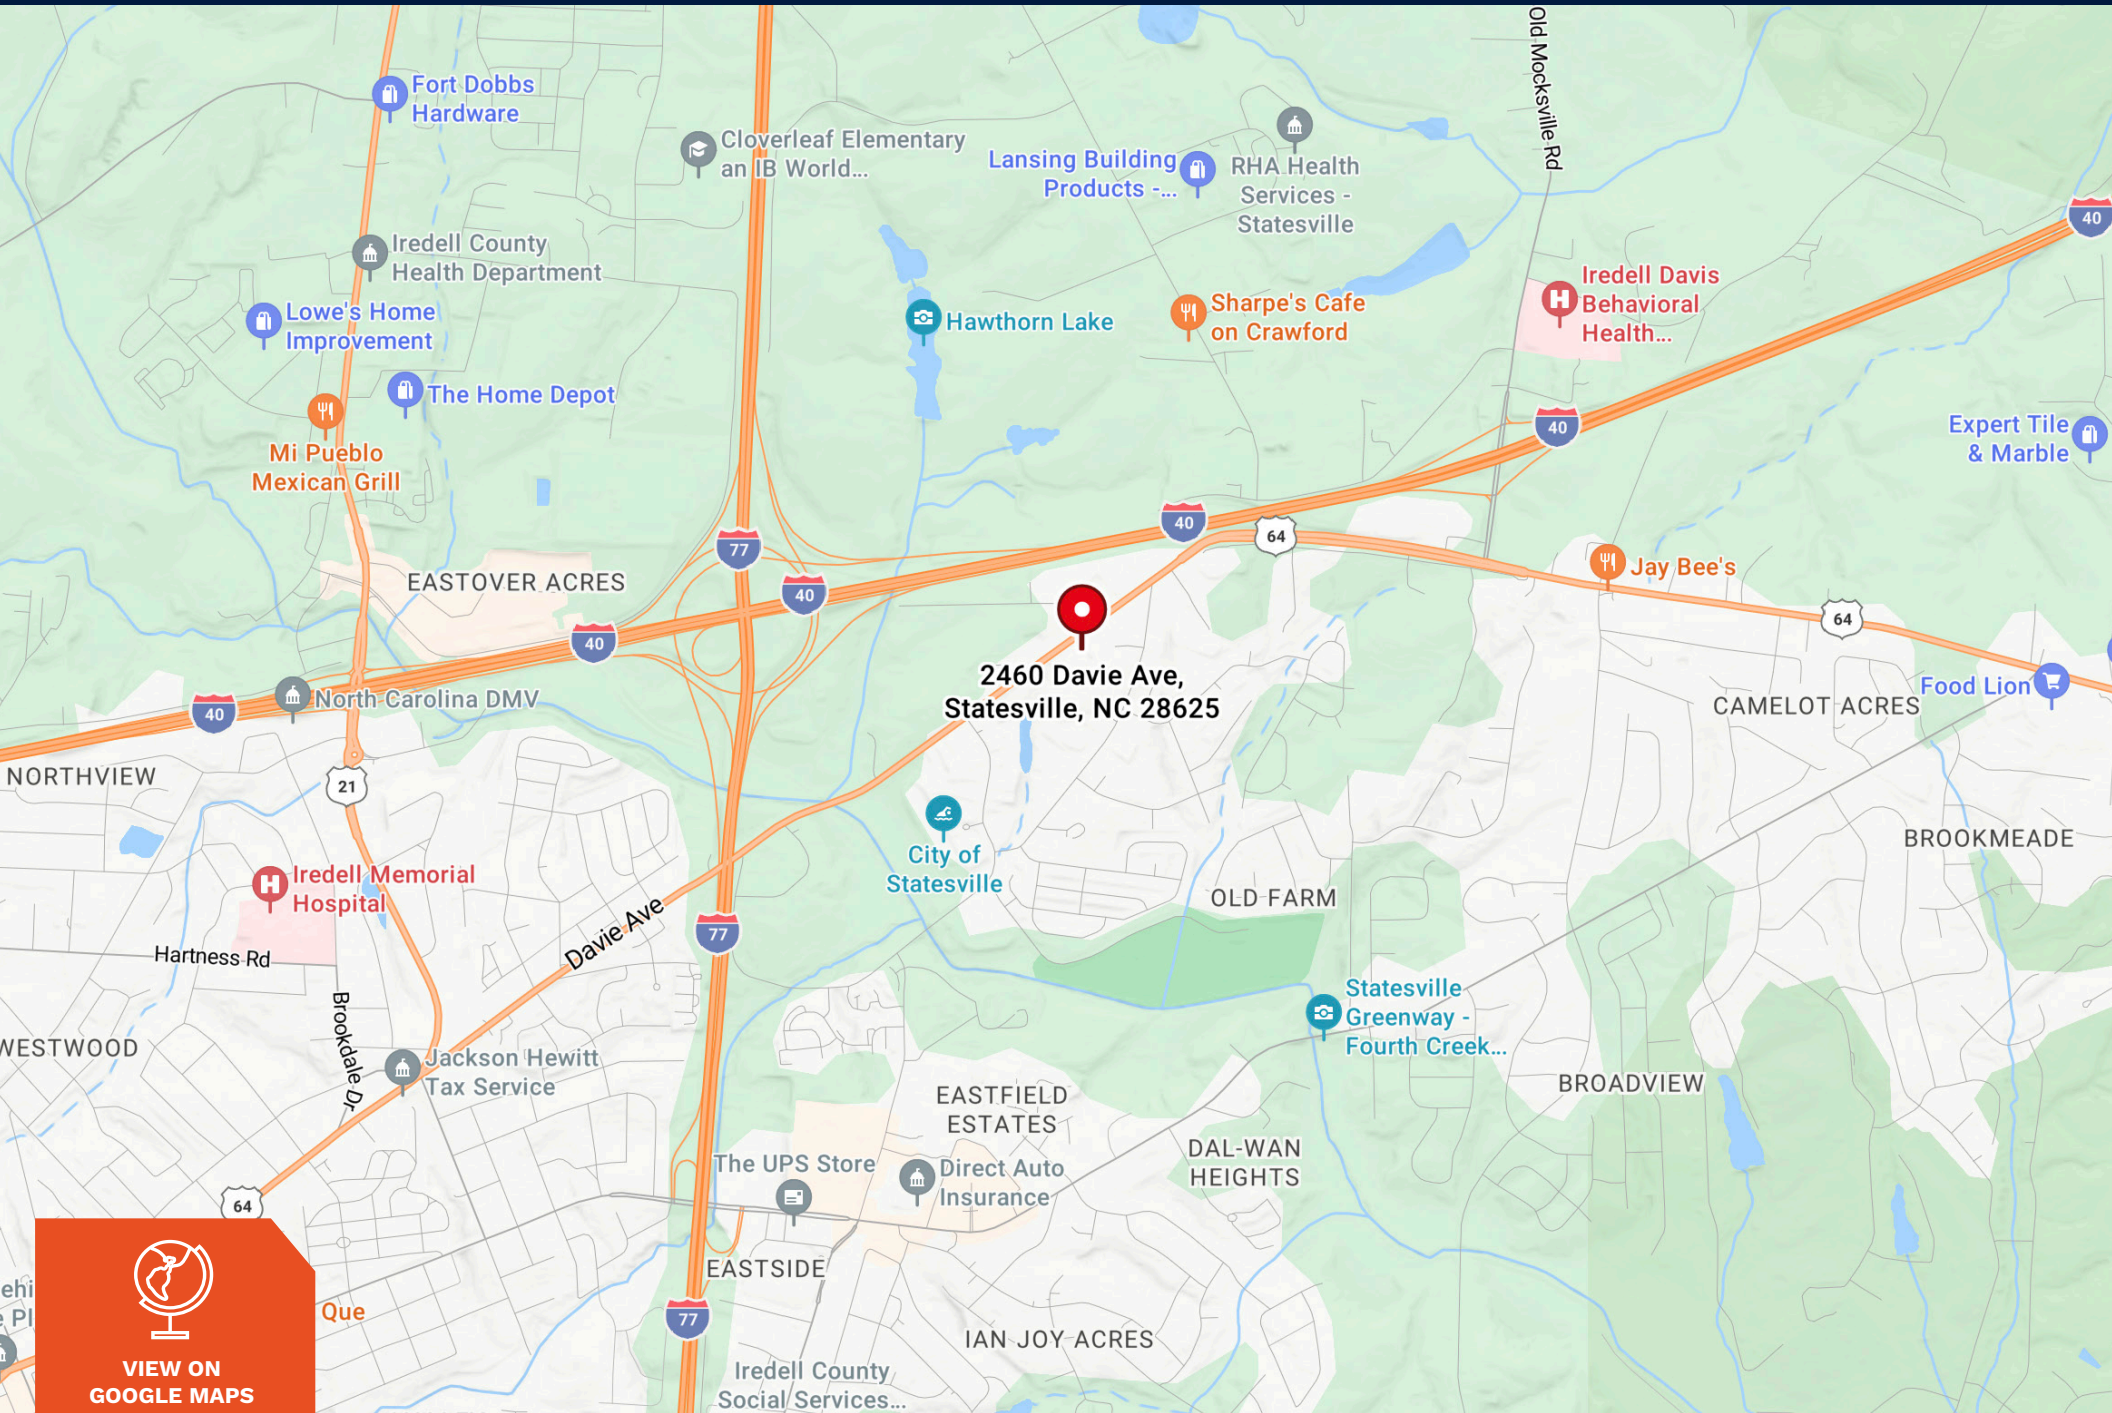 Old Mocksville Rd
Fort Dobbs
Hardware
Cloverleaf Elementary
an IB World...
Lansing Building
Products -...
RHA Health
Services -
Statesville
40
Iredell County
Health Department
Lowe's Home
Improvement
Hawthorn Lake
Sharpe's Cafe
on Crawford
Iredell Davis
Behavioral
Health...
The Home Depot
Mi Pueblo
Mexican Grill
40
Expert Tile
& Marble
40
64
77
EASTOVER ACRES
40
Jay Bee's
64
40
2460 Davie Ave,
Statesville, NC 28625
North Carolina DMV
40
Food Lion
CAMELOT ACRES
NORTHVIEW
21
BROOKMEADE
City of
Statesville
Iredell Memorial
Hospital
OLD FARM
Davie Ave
77
Hartness Rd
Brookdale Dr
Statesville
Greenway -
Fourth Creek...
WESTWOOD
Jackson Hewitt
Tax Service
BROADVIEW
EASTFIELD
ESTATES
DAL-WAN
HEIGHTS
The UPS Store
Direct Auto
Insurance
64
EASTSIDE
ehi
Pl
Que
77
IAN JOY ACRES
VIEW ON
GOOGLE MAPS
Iredell County
Social Services...